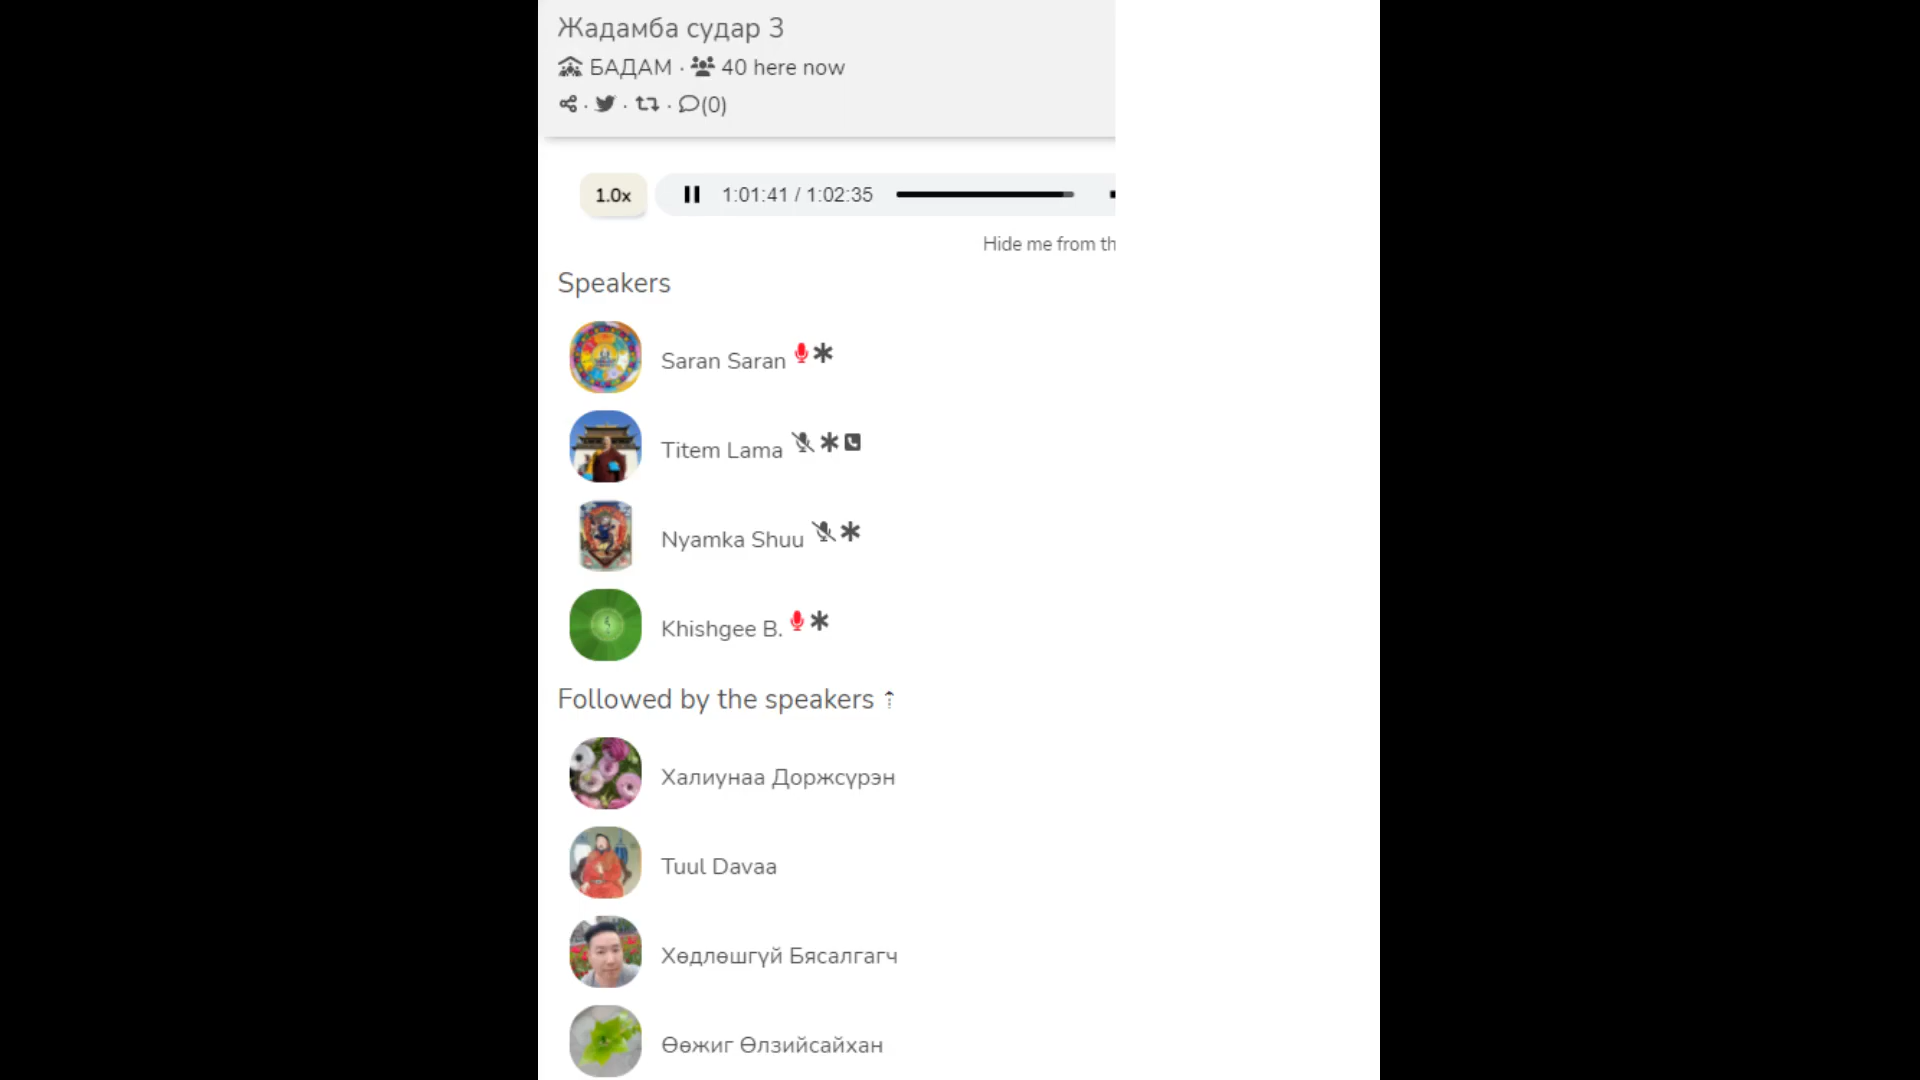 Жадамба судар 3
БАДАМ · 40 here now
· · · (0)
1.0x 1:01:41 / 1:02:35
Hide me from th
Speakers
Saran Saran
Titem Lama
Nyamka Shuu
Khishgee B.
Followed by the speakers
Халиунаа Доржсүрэн
Tuul Davaa
Хөдлөшгүй Бясалгагч
Өөжиг Өлзийсайхан